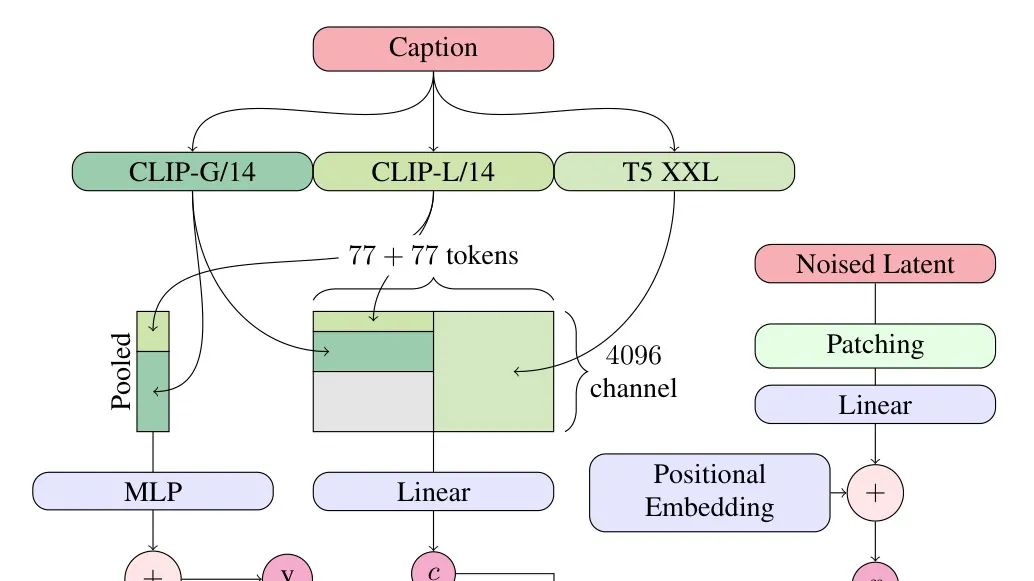 Caption
CLIP-G/14
CLIP-L/14
T5 XXL
77 + 77 tokens
Noised Latent
Pooled
4096
channel
Patching
Linear
MLP
Linear
Positional
Embedding
+
+
y
c